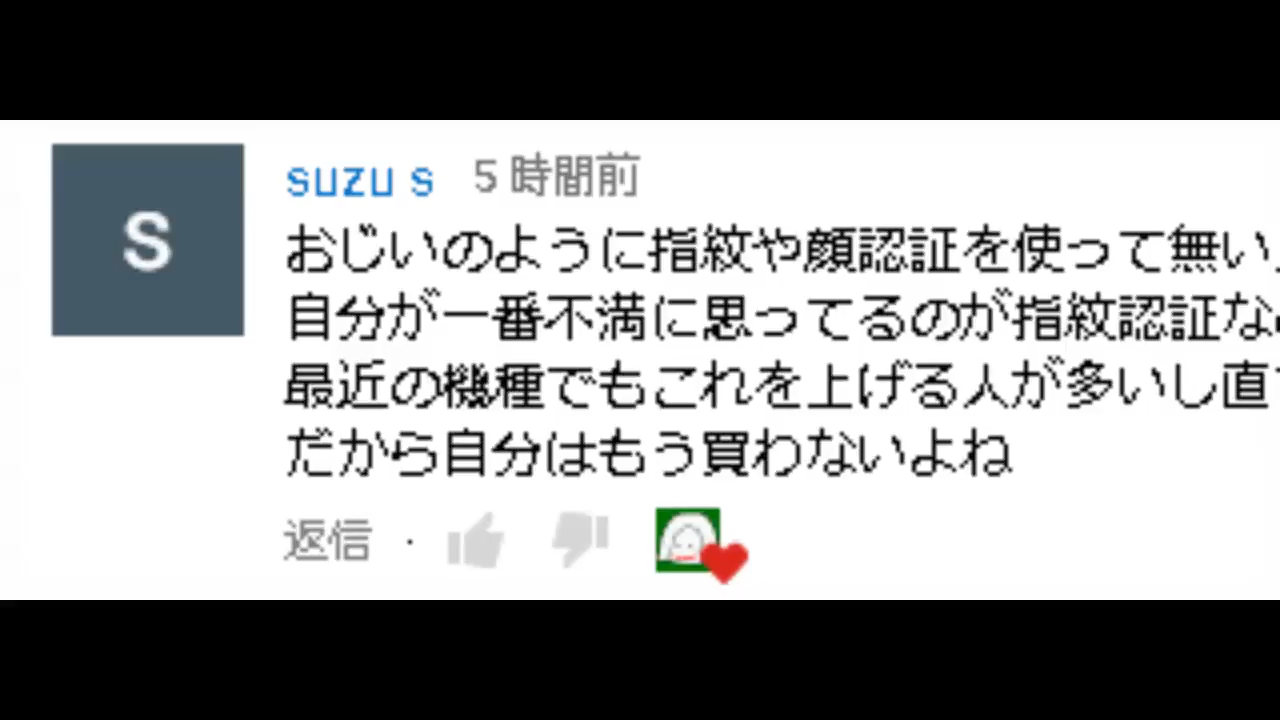 S
suzu s 5 時間前
おじいのように指紋や顔認証を使って無い
自分が一番不満に思ってるのが指紋認証な
最近の機種でもこれを上げる人が多いし直
だから自分はもう買わないよね
返信 ·